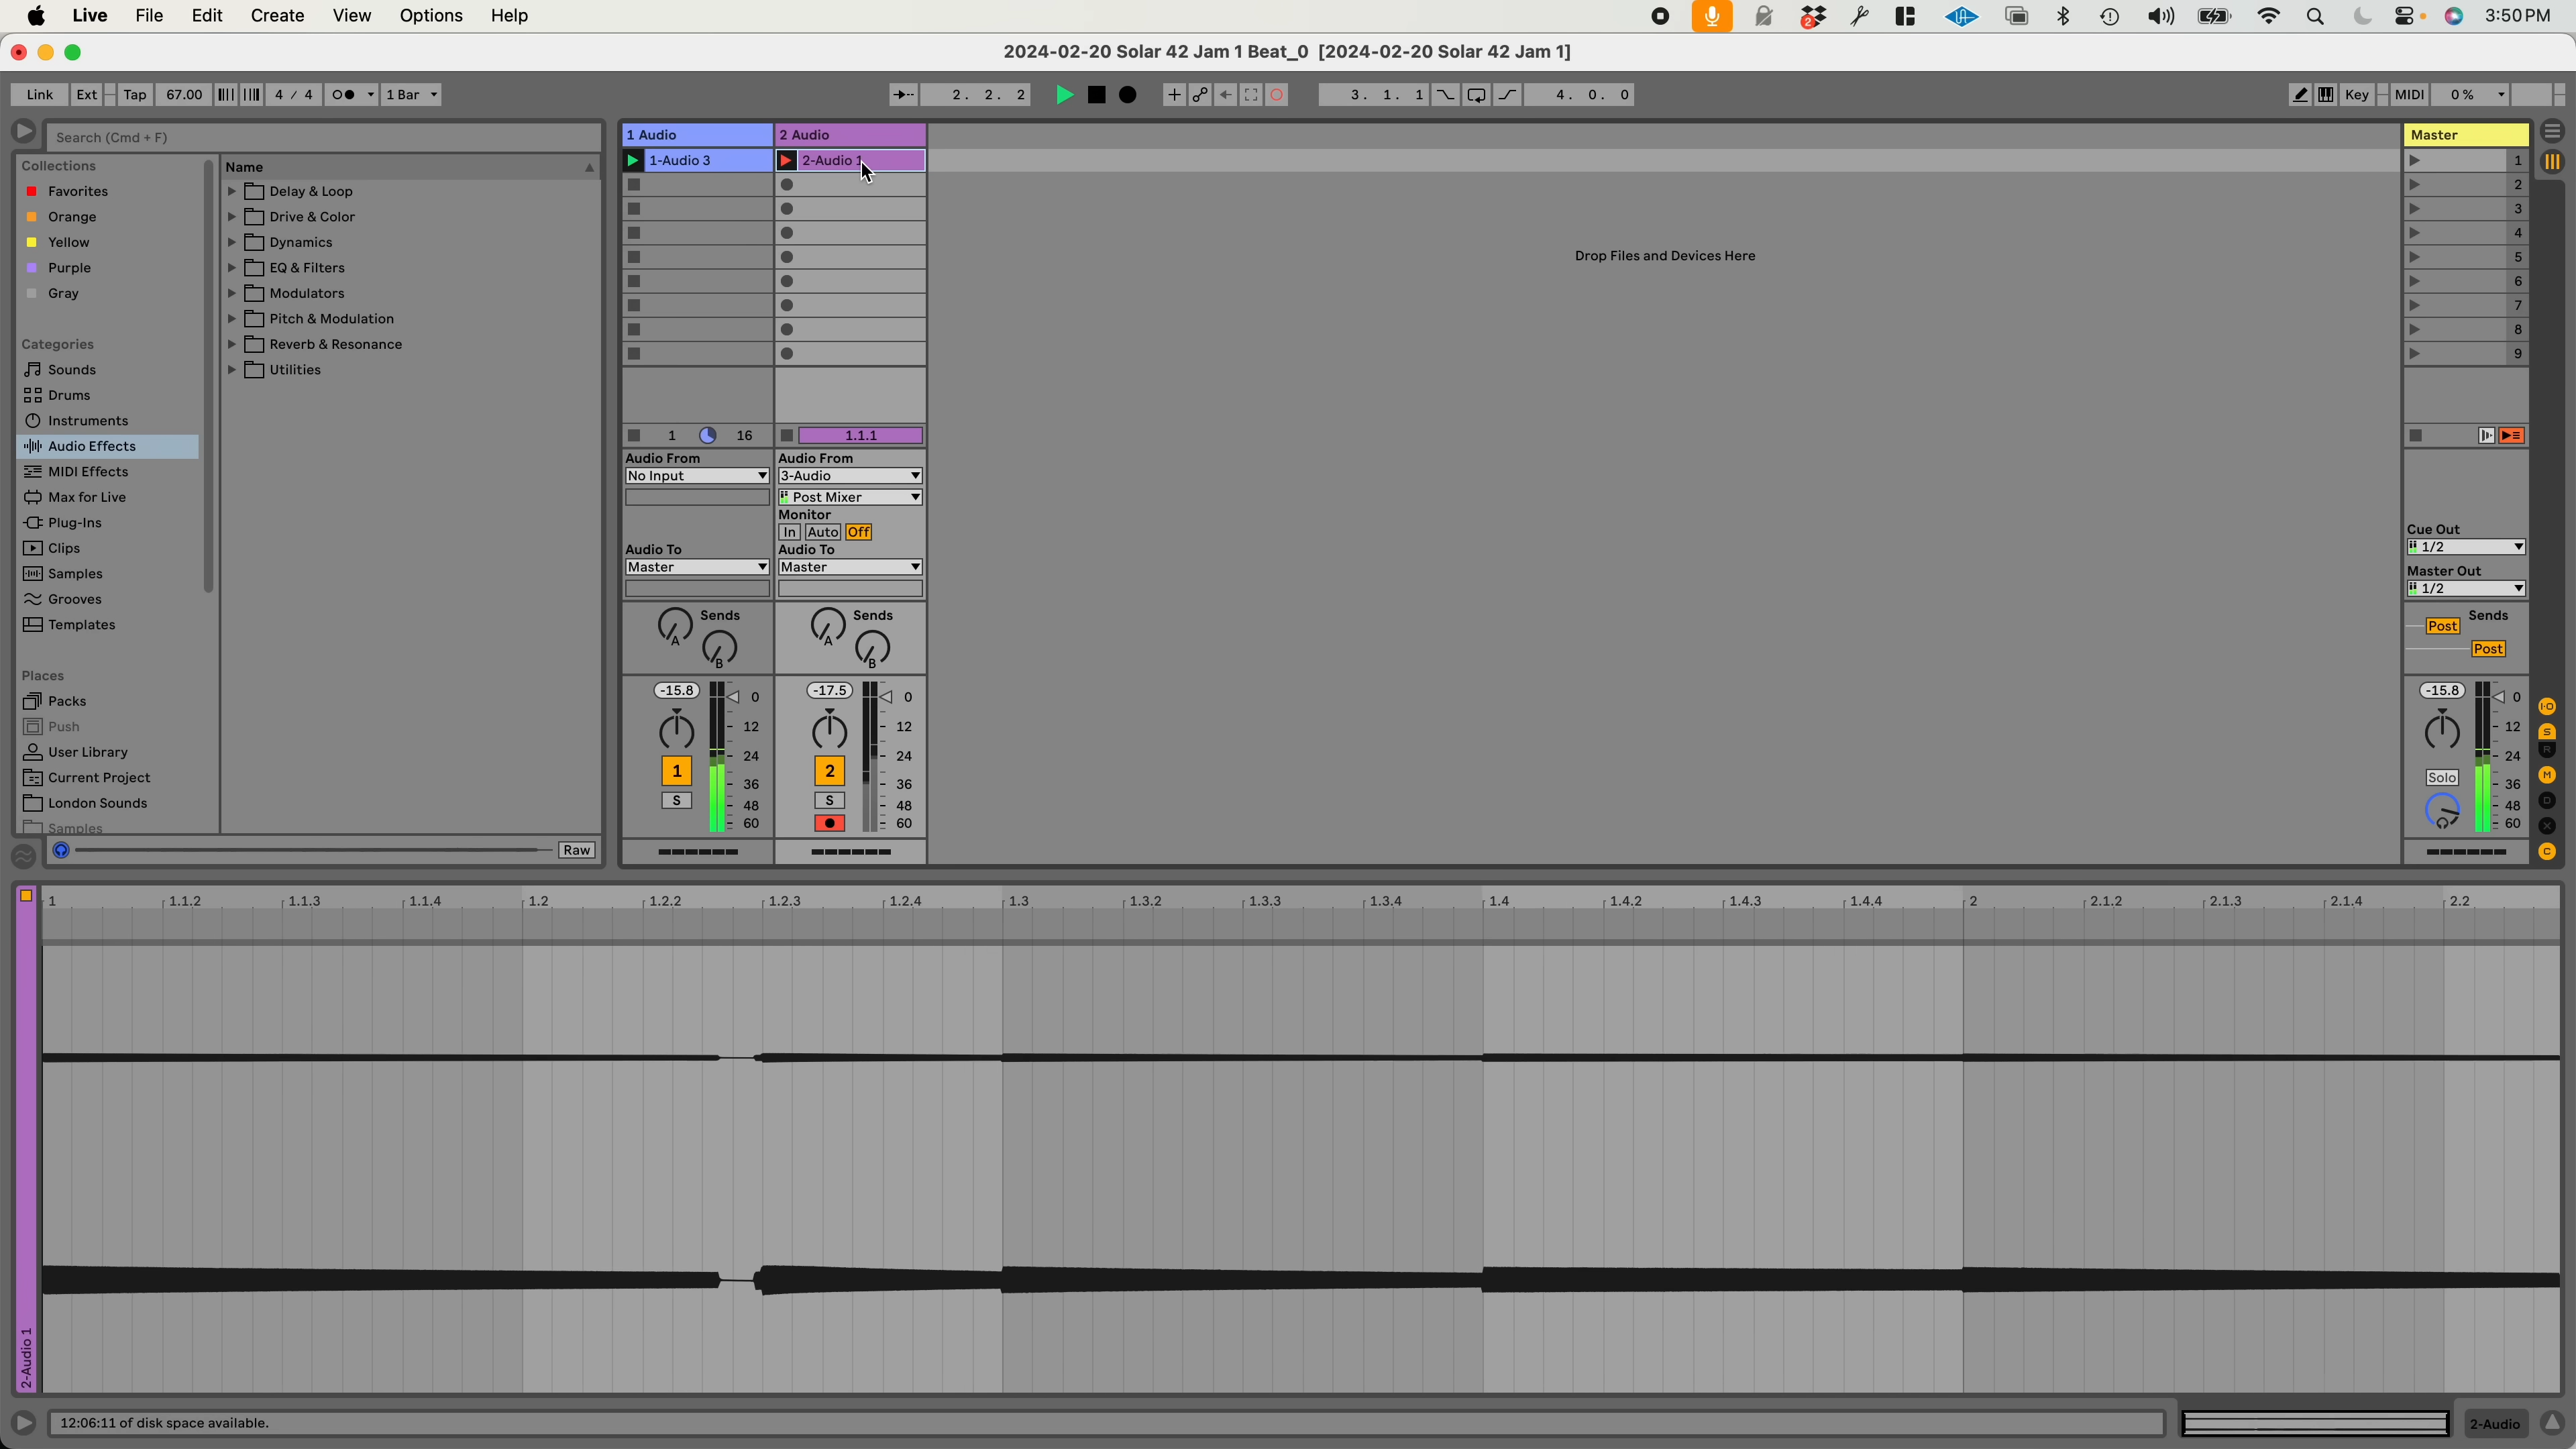 Live File Edit Create View Options Help 2 3:50 PM
2024-02-20 Solar 42 Jam 1 Beat_0 [2024-02-20 Solar 42 Jam 1]
Link Ext Tap 67.00 4 / 4 1 Bar 2. 2. 2 3. 1. 1 4. 0. 0 Key MIDI 0 %
Search (Cmd + F)
Collections
Favorites
Orange
Yellow
Purple
Gray
Categories
Sounds
Drums
Instruments
Audio Effects
MIDI Effects
Max for Live
Plug-Ins
Clips
Samples
Grooves
Templates
Places
Packs
Push
User Library
Current Project
London Sounds
Samples
Name
Delay & Loop
Drive & Color
Dynamics
EQ & Filters
Modulators
Pitch & Modulation
Reverb & Resonance
Utilities
Raw
1 Audio
1-Audio 3
1 16
Audio From
No Input
Audio To
Master
Sends
A
B
-15.8
0
12
24
36
48
60
1
S
2 Audio
2-Audio 1
1.1.1
Audio From
3-Audio
Post Mixer
Monitor
In Auto Off
Audio To
Master
Sends
A
B
-17.5
0
12
24
36
48
60
2
S
Drop Files and Devices Here
Master
1
2
3
4
5
6
7
8
9
Cue Out
1/2
Master Out
1/2
Sends
Post
Post
-15.8
0
12
24
36
48
60
Solo
I·O
S
R
M
D
X
C
1 1.1.2 1.1.3 1.1.4 1.2 1.2.2 1.2.3 1.2.4 1.3 1.3.2 1.3.3 1.3.4 1.4 1.4.2 1.4.3 1.4.4 2 2.1.2 2.1.3 2.1.4 2.2
2-Audio 1
12:06:11 of disk space available.
2-Audio